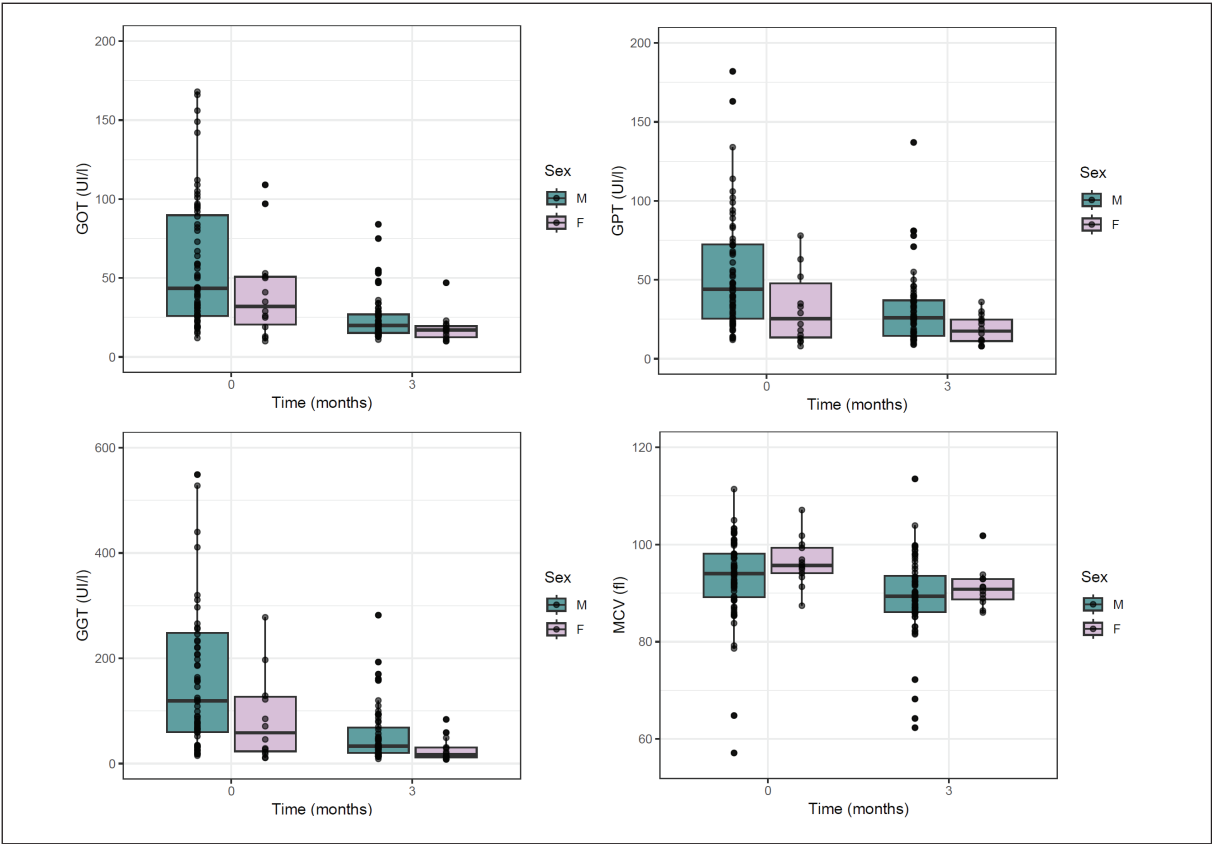 200
150
100
50
0
GOT (UI/l)
0
3
Time (months)
Sex
M
F
200
150
100
50
0
GPT (UI/l)
0
3
Time (months)
Sex
M
F
600
400
200
0
GGT (UI/l)
0
3
Time (months)
Sex
M
F
120
100
80
60
MCV (fl)
0
3
Time (months)
Sex
M
F